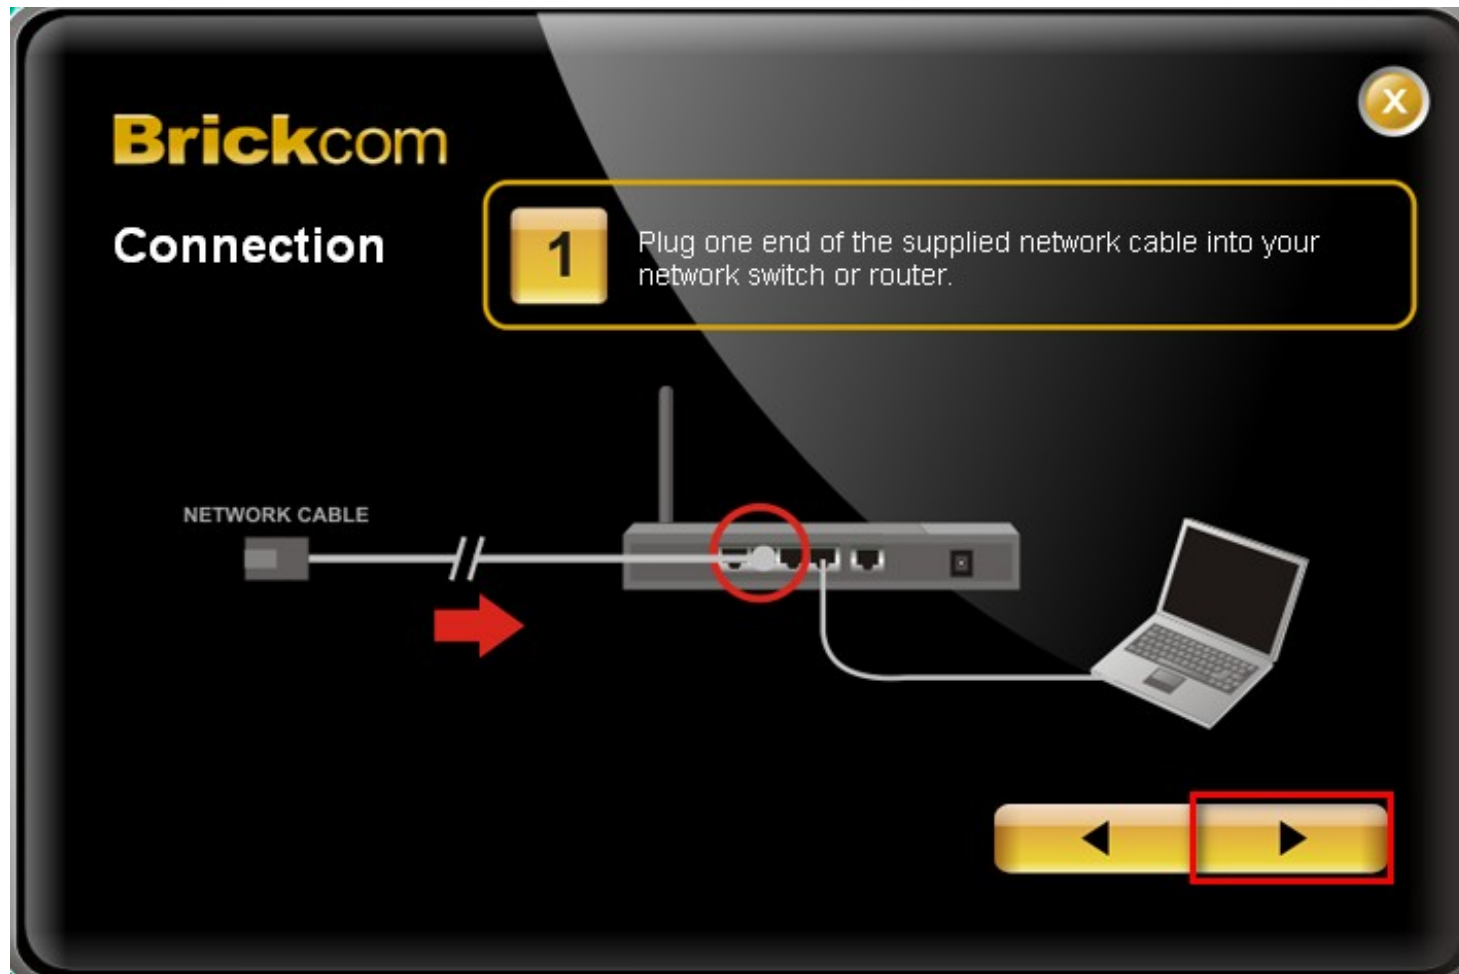 Brickcom
X
Connection
1
Plug one end of the supplied network cable into your
network switch or router.
NETWORK CABLE